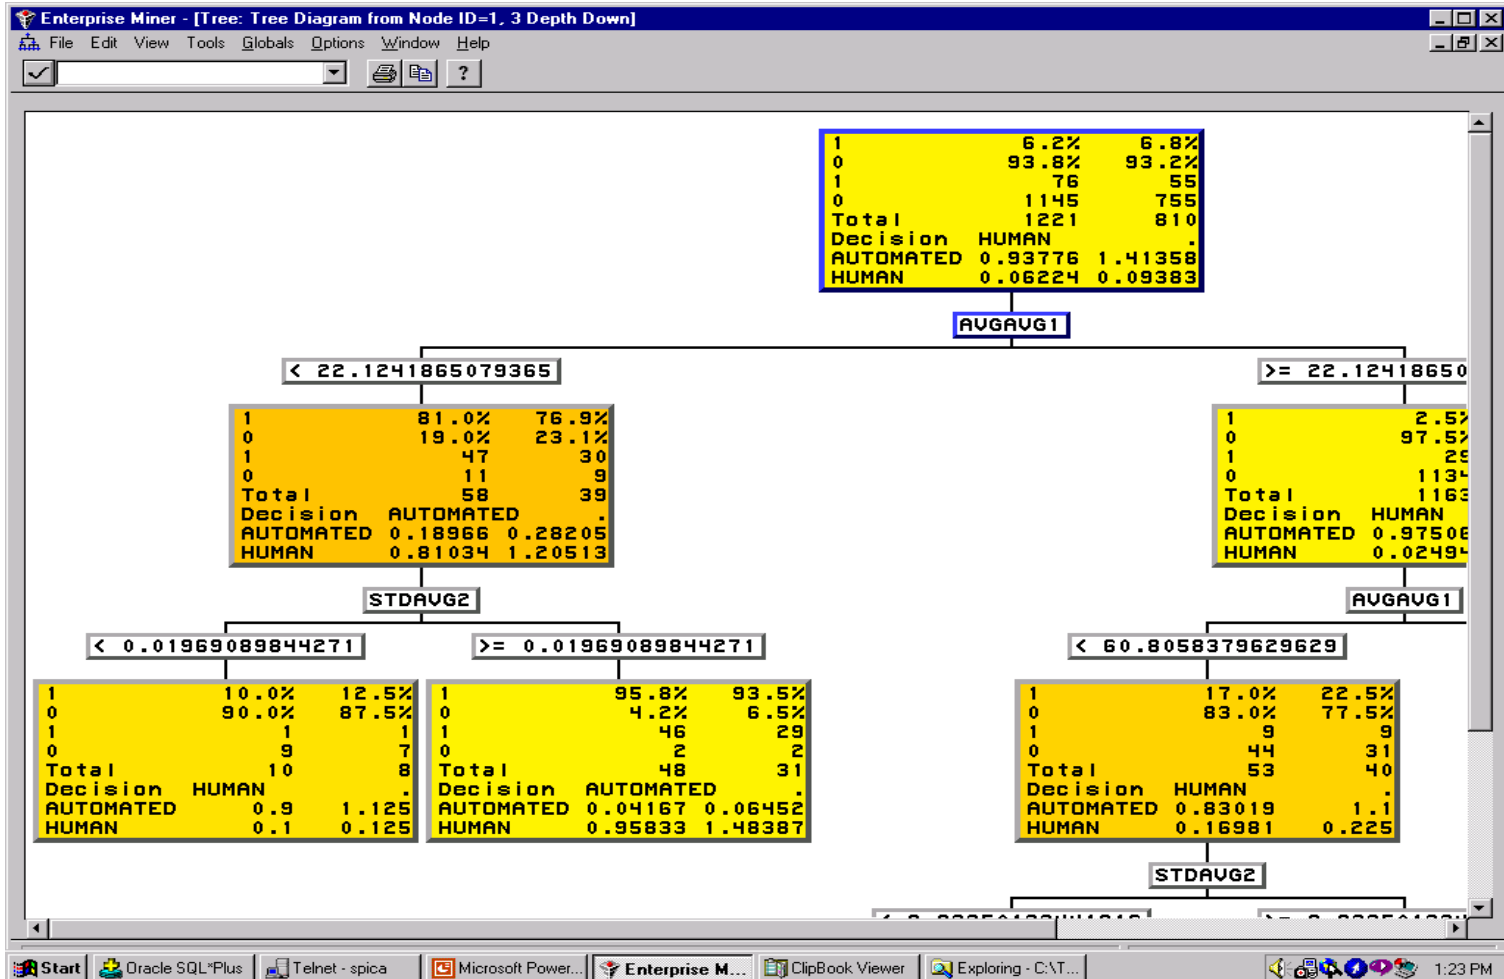 Enterprise Miner - [Tree: Tree Diagram from Node ID=1, 3 Depth Down]
File Edit View Tools Globals Options Window Help
?
1 6.2% 6.8%
0 93.8% 93.2%
1 76 55
0 1145 755
Total 1221 810
Decision HUMAN .
AUTOMATED 0.93776 1.41358
HUMAN 0.06224 0.09383
AVGAVG1
< 22.1241865079365
>= 22.12418650
1 81.0% 76.9%
0 19.0% 23.1%
1 47 30
0 11 9
Total 58 39
Decision AUTOMATED .
AUTOMATED 0.18966 0.28205
HUMAN 0.81034 1.20513
1 2.5%
0 97.5%
1 29
0 1134
Total 1163
Decision HUMAN
AUTOMATED 0.97506
HUMAN 0.02494
STDAVG2
AVGAVG1
< 0.01969089844271
>= 0.01969089844271
< 60.8058379629629
1 10.0% 12.5%
0 90.0% 87.5%
1 1 1
0 9 7
Total 10 8
Decision HUMAN .
AUTOMATED 0.9 1.125
HUMAN 0.1 0.125
1 95.8% 93.5%
0 4.2% 6.5%
1 46 29
0 2 2
Total 48 31
Decision AUTOMATED .
AUTOMATED 0.04167 0.06452
HUMAN 0.95833 1.48387
1 17.0% 22.5%
0 83.0% 77.5%
1 9 9
0 44 31
Total 53 40
Decision HUMAN .
AUTOMATED 0.83019 1.1
HUMAN 0.16981 0.225
STDAVG2
Start Oracle SQL*Plus Telnet - spica Microsoft Power... Enterprise M... ClipBook Viewer Exploring - C:\T... 1:23 PM